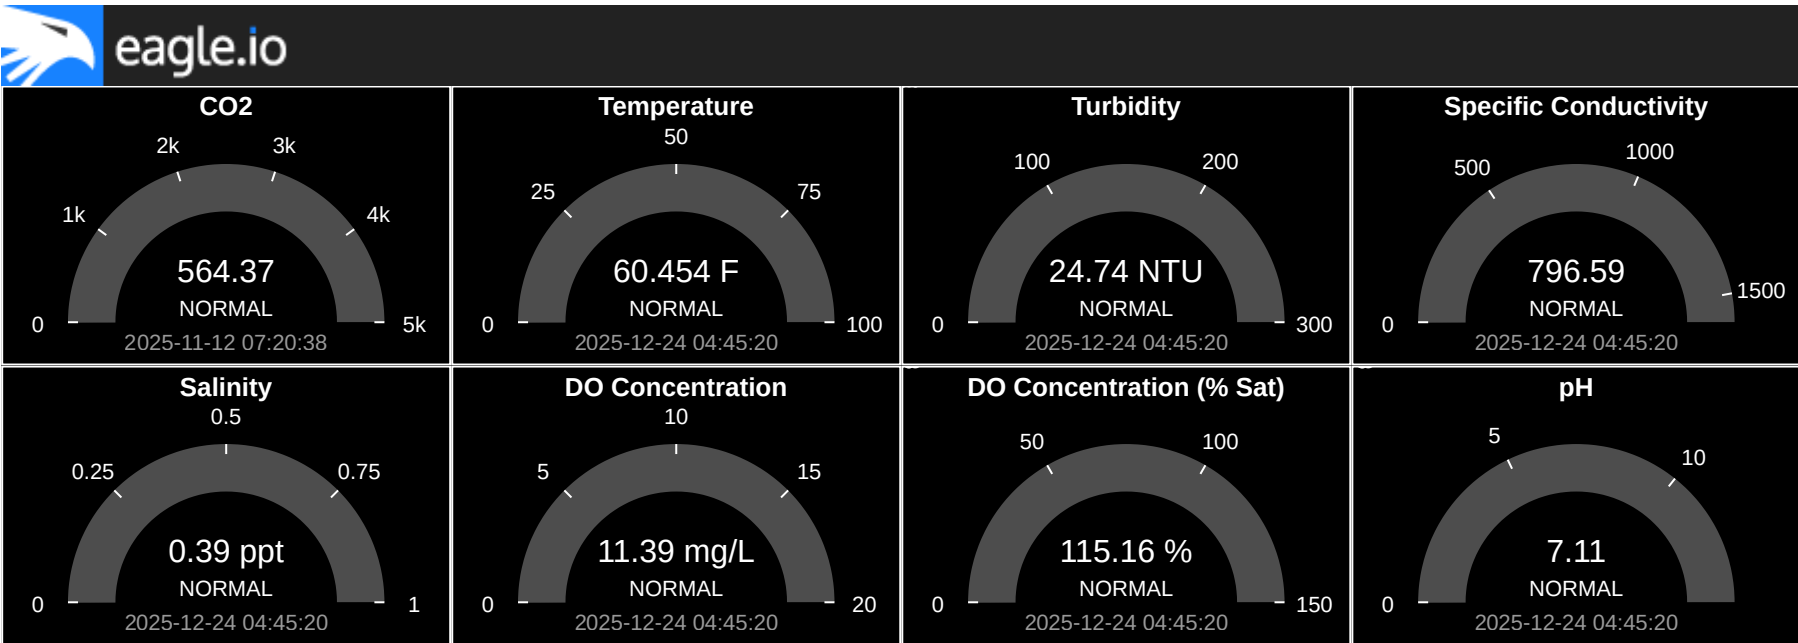 eagle.io
CO2
0
1k
2k
3k
4k
5k
564.37
NORMAL
2025-11-12 07:20:38
Temperature
0
25
50
75
100
60.454 F
NORMAL
2025-12-24 04:45:20
Turbidity
0
100
200
300
24.74 NTU
NORMAL
2025-12-24 04:45:20
Specific Conductivity
0
500
1000
1500
796.59
NORMAL
2025-12-24 04:45:20
Salinity
0
0.25
0.5
0.75
1
0.39 ppt
NORMAL
2025-12-24 04:45:20
DO Concentration
0
5
10
15
20
11.39 mg/L
NORMAL
2025-12-24 04:45:20
DO Concentration (% Sat)
0
50
100
150
115.16 %
NORMAL
2025-12-24 04:45:20
pH
0
5
10
7.11
NORMAL
2025-12-24 04:45:20